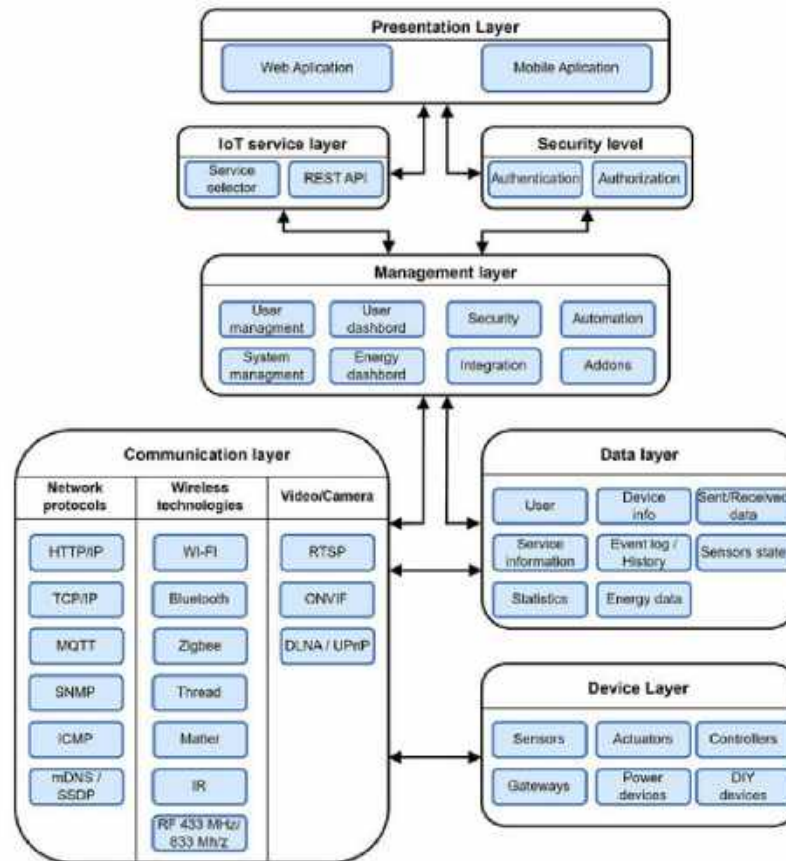 Presentation Layer
Web Aplication
Mobile Aplication
IoT service layer
Service
selector
REST API
Security level
Authentication
Authorization
Management layer
User
managment
User
dashbord
Security
Automation
System
managment
Energy
dashbord
Integration
Addons
Communication layer
Network
protocols
Wireless
technologies
Video/Camera
HTTP/IP
WI-FI
RTSP
TCP/IP
Bluetooth
ONVIF
MQTT
Zigbee
DLNA / UPnP
SNMP
Thread
ICMP
Matter
mDNS /
SSDP
IR
RF 433 MHz/
833 Mh/z
Data layer
User
Device
info
Sent/Received
data
Service
information
Event log /
History
Sensors state
Statistics
Energy data
Device Layer
Sensors
Actuators
Controllers
Gateways
Power
devices
DIY
devices